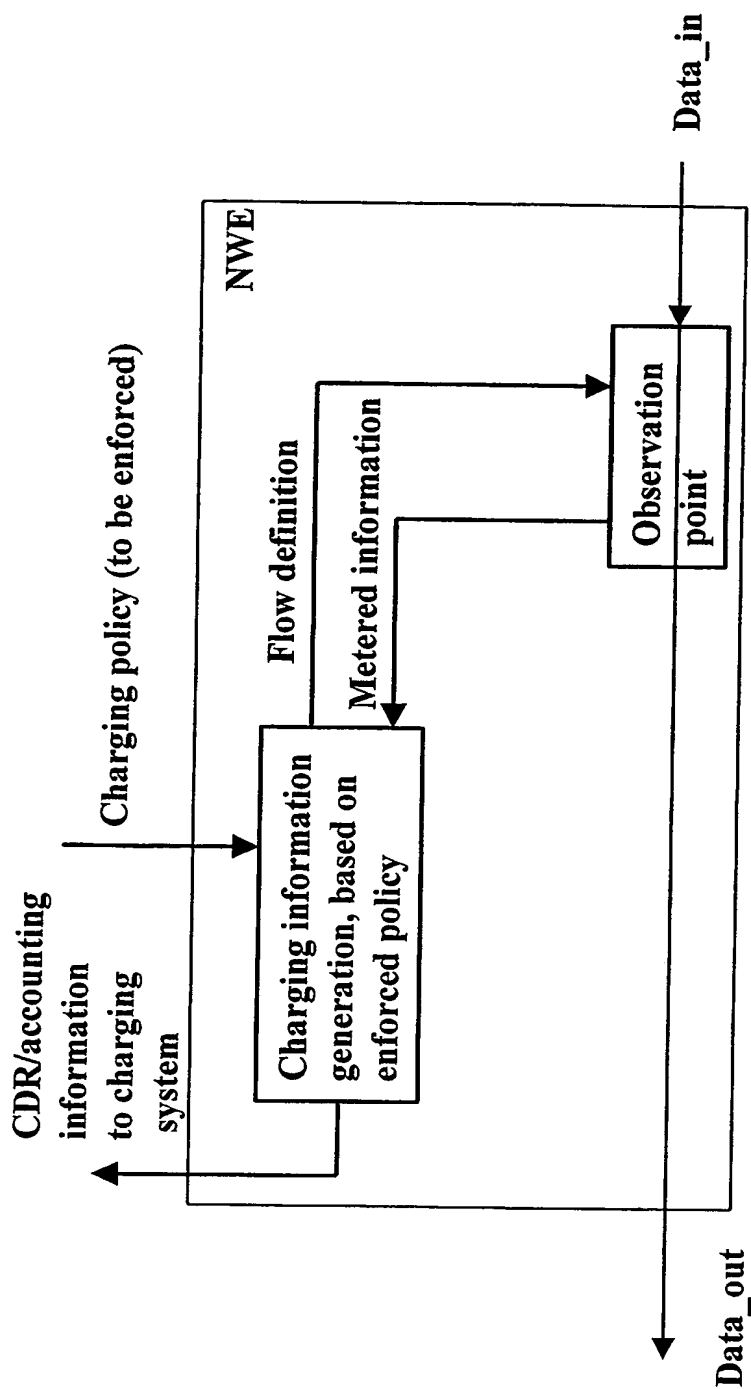 CDR/accounting
information
to charging
system
Charging policy (to be enforced)
NWE
Charging information
generation, based on
enforced policy
Flow definition
Metered information
Observation
point
Data_in
Data_out